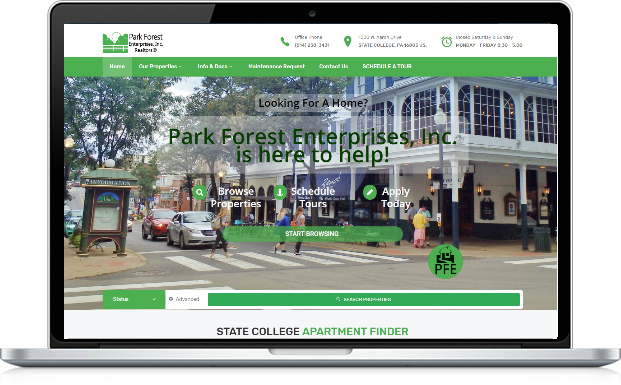 Park Forest
Enterprises, Inc.
Realtors®
Office Phone
(814) 238-3431
1500 W. Aaron Drive
STATE COLLEGE, PA 16803 US.
Closed Saturday & Sunday
MONDAY - FRIDAY 8:30 - 5:00
Home
Our Properties
Info & Docs
Maintenance Request
Contact Us
SCHEDULE A TOUR
Looking For A Home?
Park Forest Enterprises, Inc.
is here to help!
INFORMATION
Browse
Properties
Schedule
Tours
Apply
Today
START BROWSING
PFE
Status
Advanced
SEARCH PROPERTIES
STATE COLLEGE APARTMENT FINDER